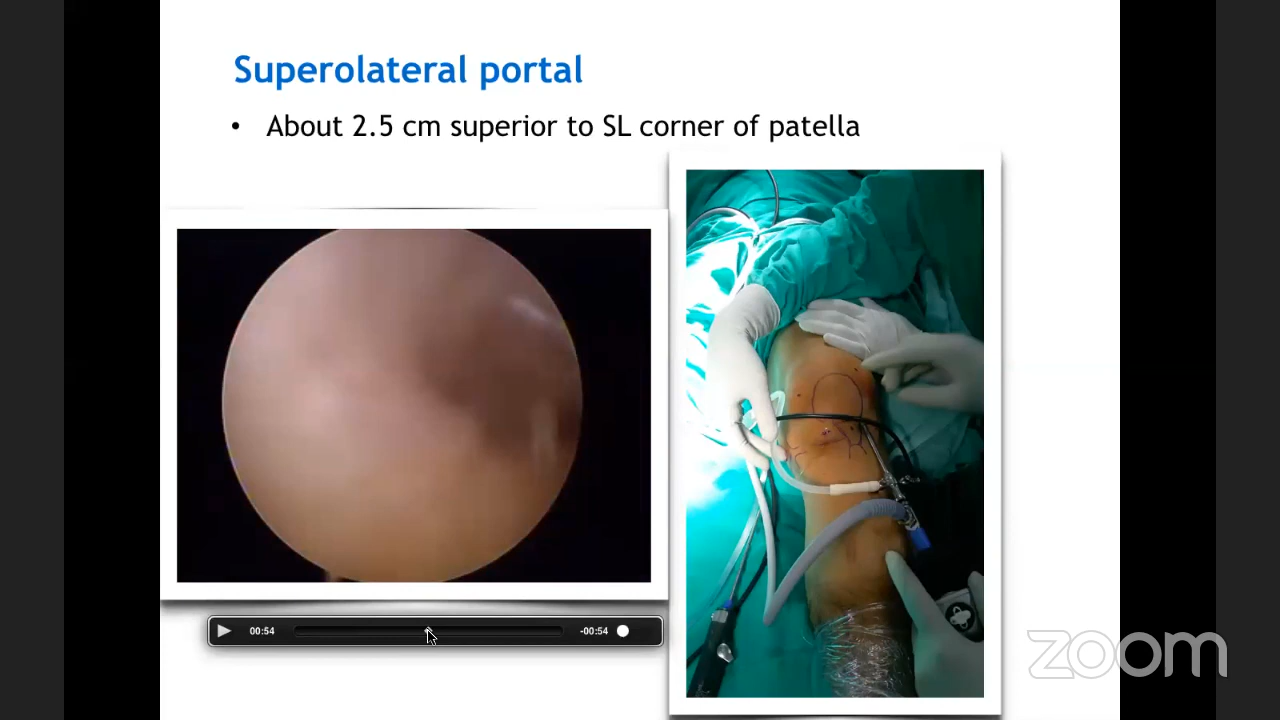 Superolateral portal
• About 2.5 cm superior to SL corner of patella
00:54
-00:54
zoom